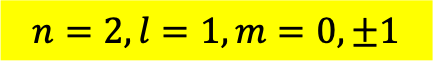 n = 2, l = 1, m = 0, ±1